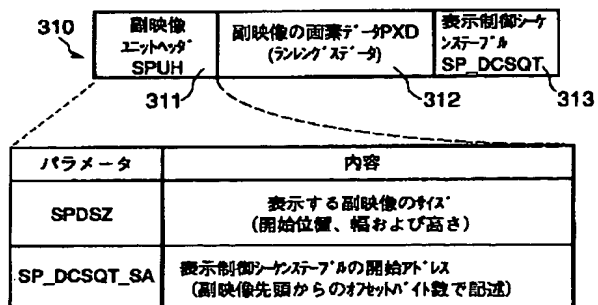 310
副映像
ユニットヘッダ
SPUH
副映像の画素データPXD
(ランレングスデータ)
表示制御シーケ
ンステーブル
SP_DCSQT
311
312
313
パラメータ
内容
SPDSZ
表示する副映像のサイズ
(開始位置、幅および高さ)
SP_DCSQT_SA
表示制御シーケンステーブルの開始アドレス
(副映像先頭からのオフセットバイト数で記述)